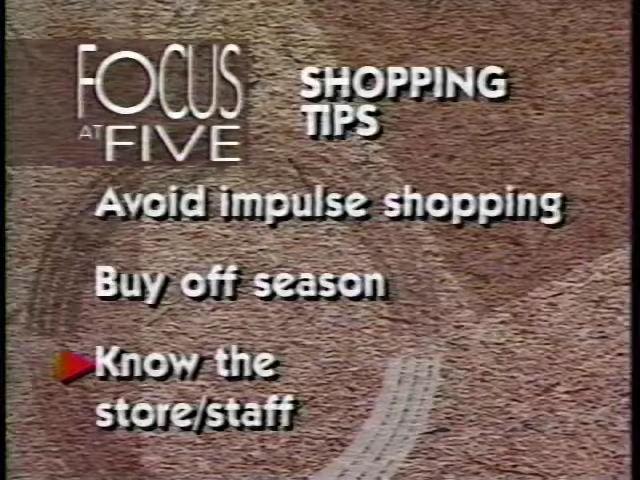 FOCUS
AT FIVE
SHOPPING
TIPS
Avoid impulse shopping
Buy off season
Know the
store/staff